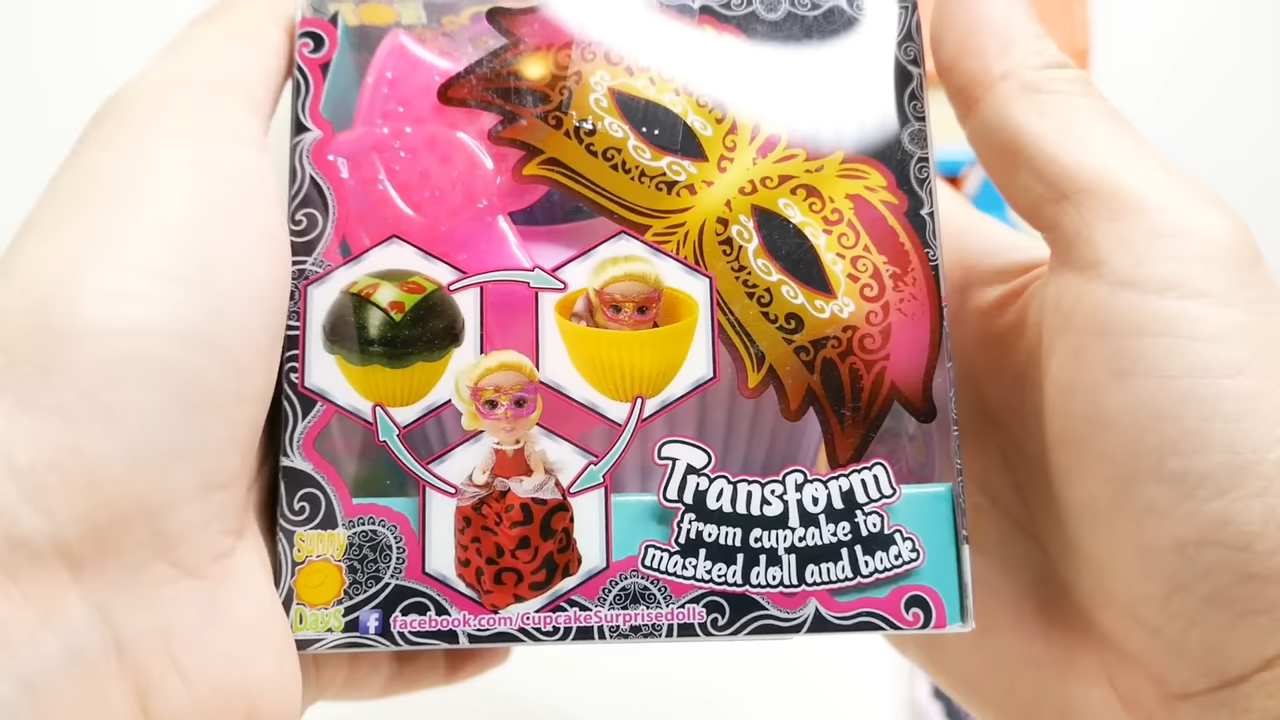 Transform
from cupcake to
masked doll and back
Sunny
Days
facebook.com/CupcakeSurprisedolls